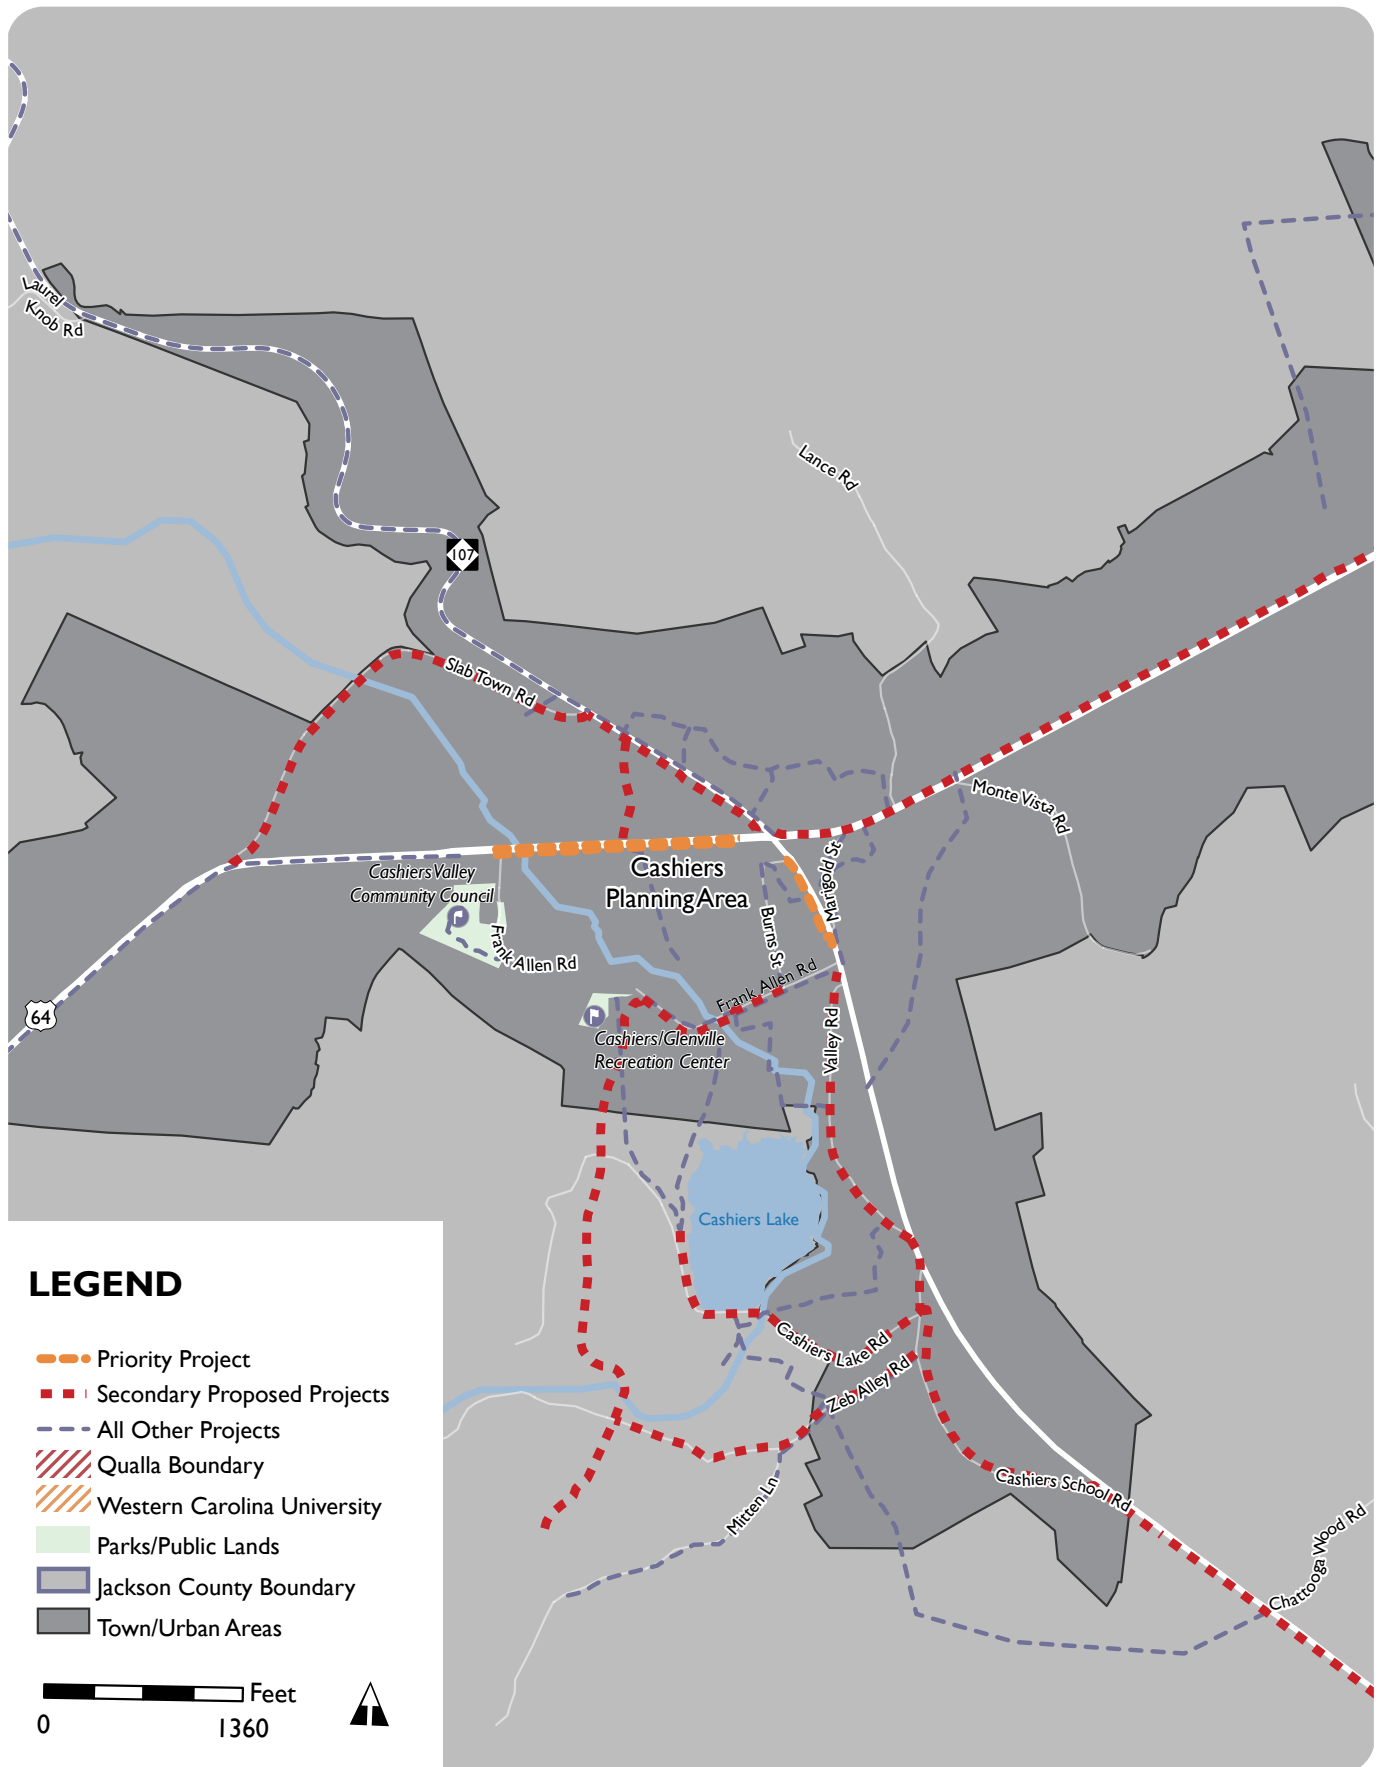 Laurel
Knob Rd
Lance Rd
107
Slab Town Rd
Monte Vista Rd
Cashiers Valley
Community Council
Cashiers
Planning Area
Marigold St
Burns St
Frank Allen Rd
Frank Allen Rd
64
Cashiers/Glenville
Recreation Center
Valley Rd
Cashiers Lake
Cashiers Lake Rd
Zeb Alley Rd
Mitten Ln
Cashiers School Rd
Chattooga Wood Rd
LEGEND
Priority Project
Secondary Proposed Projects
All Other Projects
Qualla Boundary
Western Carolina University
Parks/Public Lands
Jackson County Boundary
Town/Urban Areas
Feet
0 1360